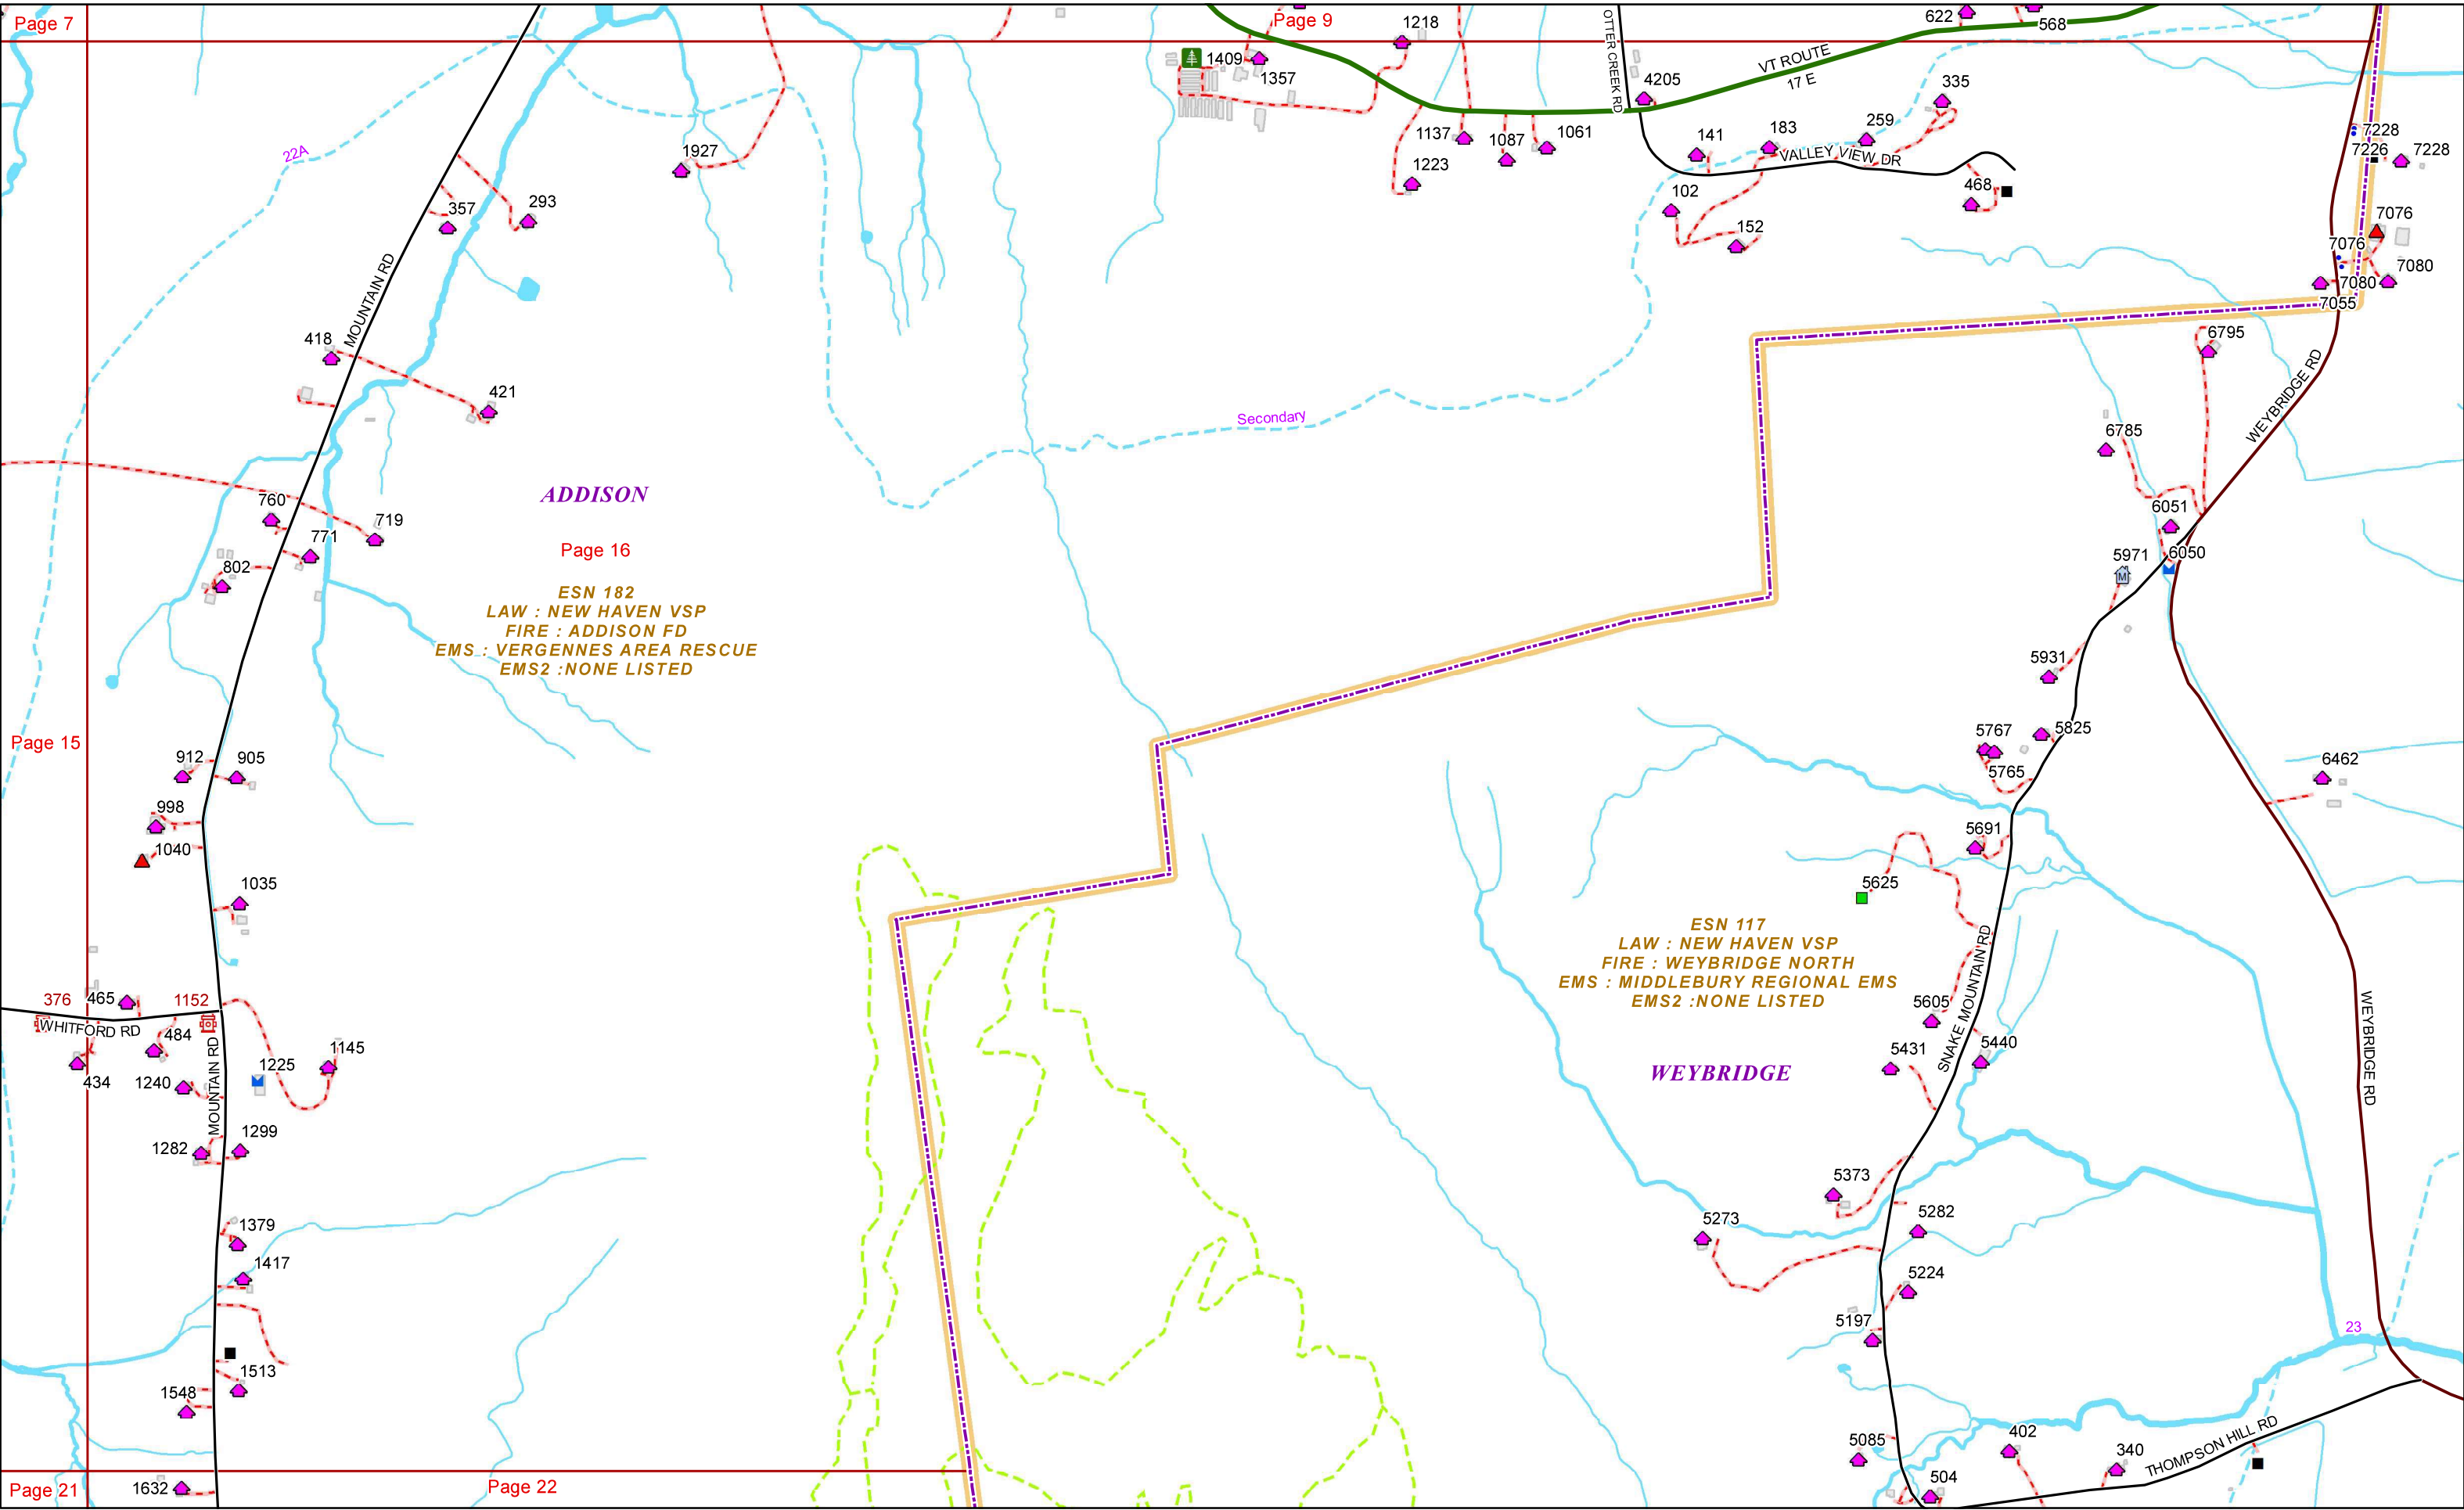 Page 7
Page 9
1218
OTTER CREEK RD
622
568
1409
1357
4205
VT ROUTE
17 E
335
22A
1927
1137
1087
1061
1223
141
183
259
VALLEY VIEW DR
7228
7226
7228
357
293
102
152
468
7076
7076
7080
7080
7055
MOUNTAIN RD
418
421
Secondary
6795
WEYBRIDGE RD
6785
ADDISON
760
719
771
802
Page 16
6051
6050
5971
ESN 182
LAW : NEW HAVEN VSP
FIRE : ADDISON FD
EMS : VERGENNES AREA RESCUE
EMS2 :NONE LISTED
5931
Page 15
912
905
5767
5825
5765
6462
998
1040
5691
1035
5625
ESN 117
LAW : NEW HAVEN VSP
FIRE : WEYBRIDGE NORTH
EMS : MIDDLEBURY REGIONAL EMS
EMS2 :NONE LISTED
SNAKE MOUNTAIN RD
376
465
1152
WHITFORD RD
484
434
1240
MOUNTAIN RD
1225
1145
5605
5431
5440
WEYBRIDGE
WEYBRIDGE RD
1282
1299
5373
5273
5282
1379
1417
5224
5197
23
1513
1548
5085
402
340
THOMPSON HILL RD
504
Page 21
1632
Page 22
M